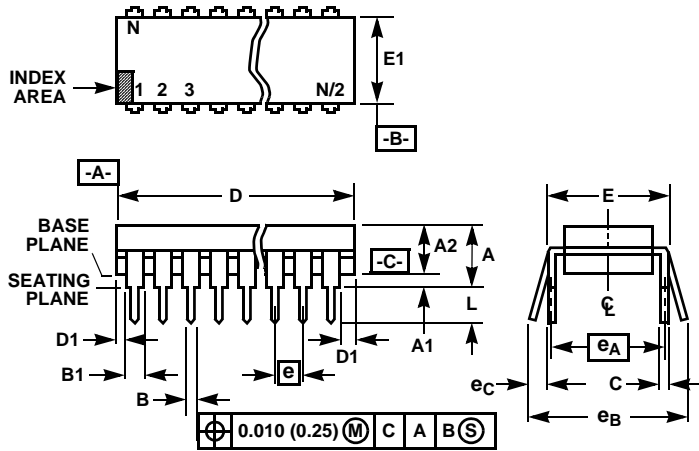 N
E1
INDEX
AREA
1 2 3 N/2
-B-
-A-
D
E
BASE
PLANE
A2
A
-C-
SEATING
PLANE
L
C L
D1
A1
D1
B1
e
eA
B
eC
C
eB
0.010 (0.25) M C A B S